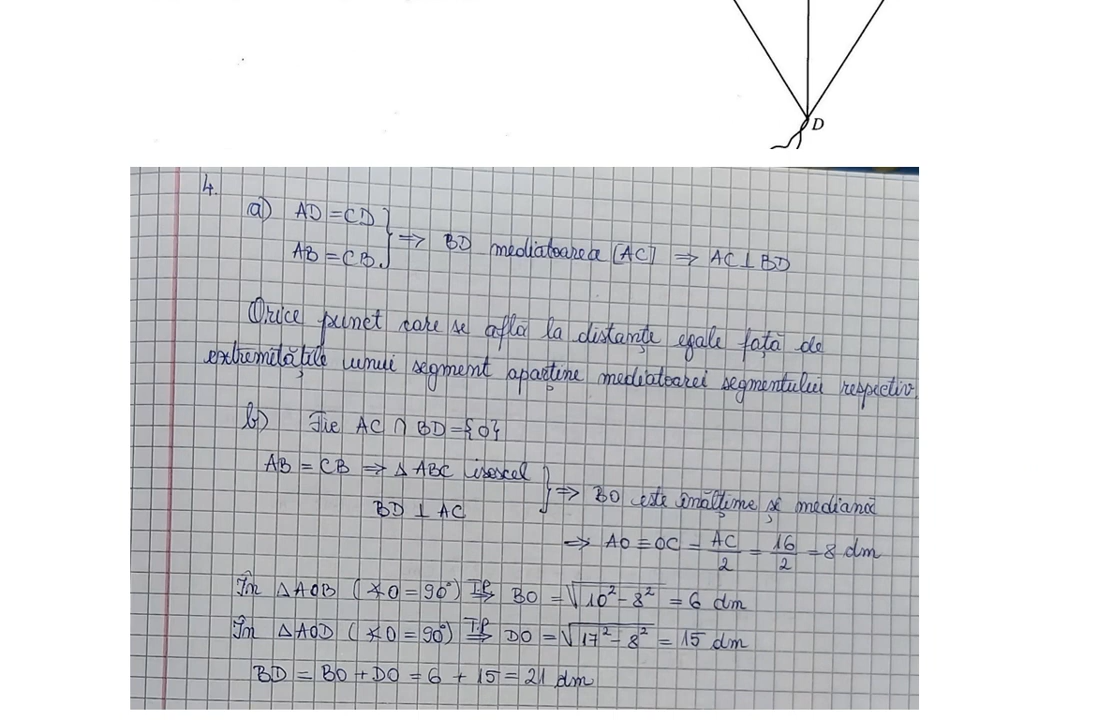 D
4.
a) AD = CD
AB = CB } ⇒ BD mediatoarea [AC] ⇒ AC ⊥ BD
Orice punct care se află la distanțe egale față de
extremitățile unui segment aparține mediatoarei segmentului respectiv.
b) Fie AC ∩ BD = {O}
AB = CB ⇒ Δ ABC isoscel
BD ⊥ AC } ⇒ BO este înălțime și mediană
⇒ AO ≡ OC = AC/2 = 16/2 = 8 dm
În ΔAOB (∢O = 90°) T.P. ⇒ BO = √10² - 8² = 6 dm
În ΔAOD (∢O = 90°) T.P. ⇒ DO = √17² - 8² = 15 dm
BD = BO + DO = 6 + 15 = 21 dm